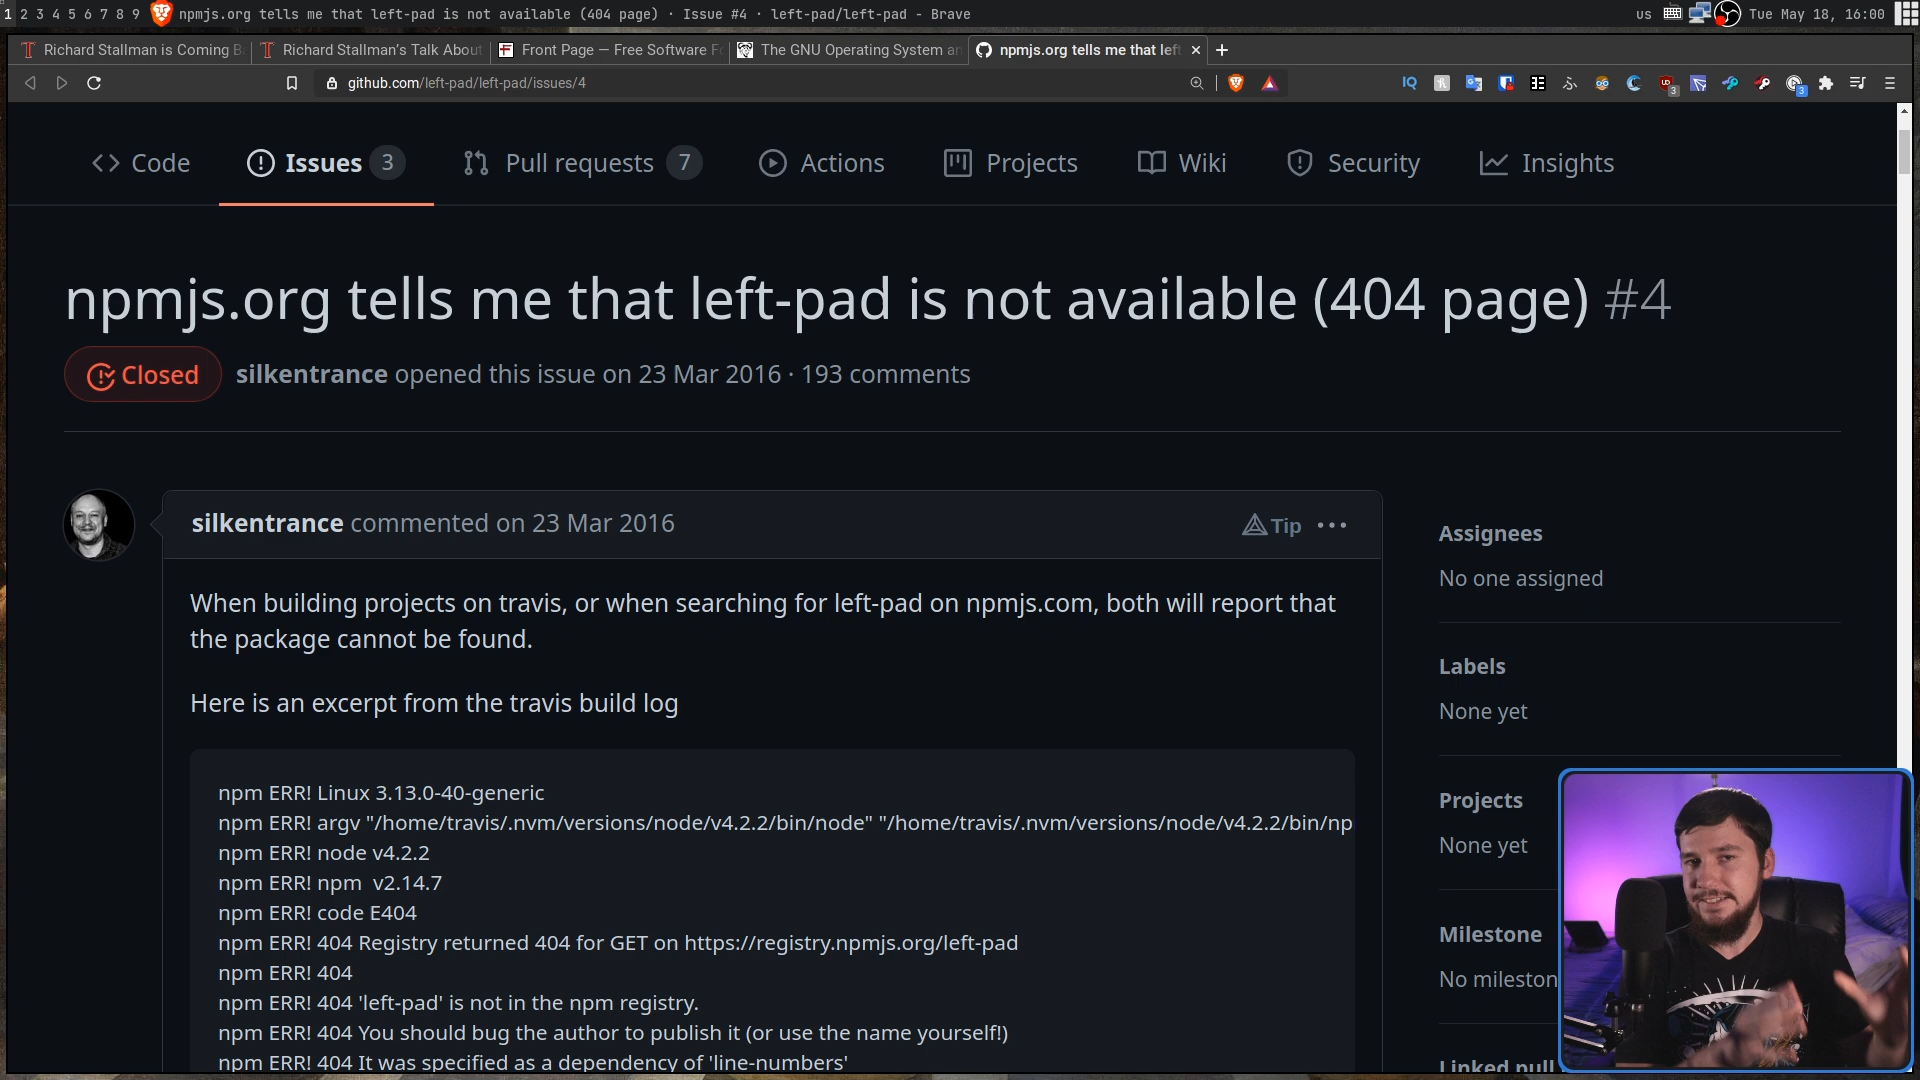 1 2 3 4 5 6 7 8 9 npmjs.org tells me that left-pad is not available (404 page) · Issue #4 · left-pad/left-pad - Brave us Tue May 18, 16:00
Richard Stallman is Coming B Richard Stallman's Talk About Front Page — Free Software F The GNU Operating System an npmjs.org tells me that left
github.com/left-pad/left-pad/issues/4
Code Issues 3 Pull requests 7 Actions Projects Wiki Security Insights
npmjs.org tells me that left-pad is not available (404 page) #4
Closed silkentrance opened this issue on 23 Mar 2016 · 193 comments
silkentrance commented on 23 Mar 2016 Tip
When building projects on travis, or when searching for left-pad on npmjs.com, both will report that
the package cannot be found.
Here is an excerpt from the travis build log
npm ERR! Linux 3.13.0-40-generic
npm ERR! argv "/home/travis/.nvm/versions/node/v4.2.2/bin/node" "/home/travis/.nvm/versions/node/v4.2.2/bin/np
npm ERR! node v4.2.2
npm ERR! npm  v2.14.7
npm ERR! code E404
npm ERR! 404 Registry returned 404 for GET on https://registry.npmjs.org/left-pad
npm ERR! 404
npm ERR! 404 'left-pad' is not in the npm registry.
npm ERR! 404 You should bug the author to publish it (or use the name yourself!)
npm ERR! 404 It was specified as a dependency of 'line-numbers'
Assignees
No one assigned
Labels
None yet
Projects
None yet
Milestone
No mileston
Linked pull